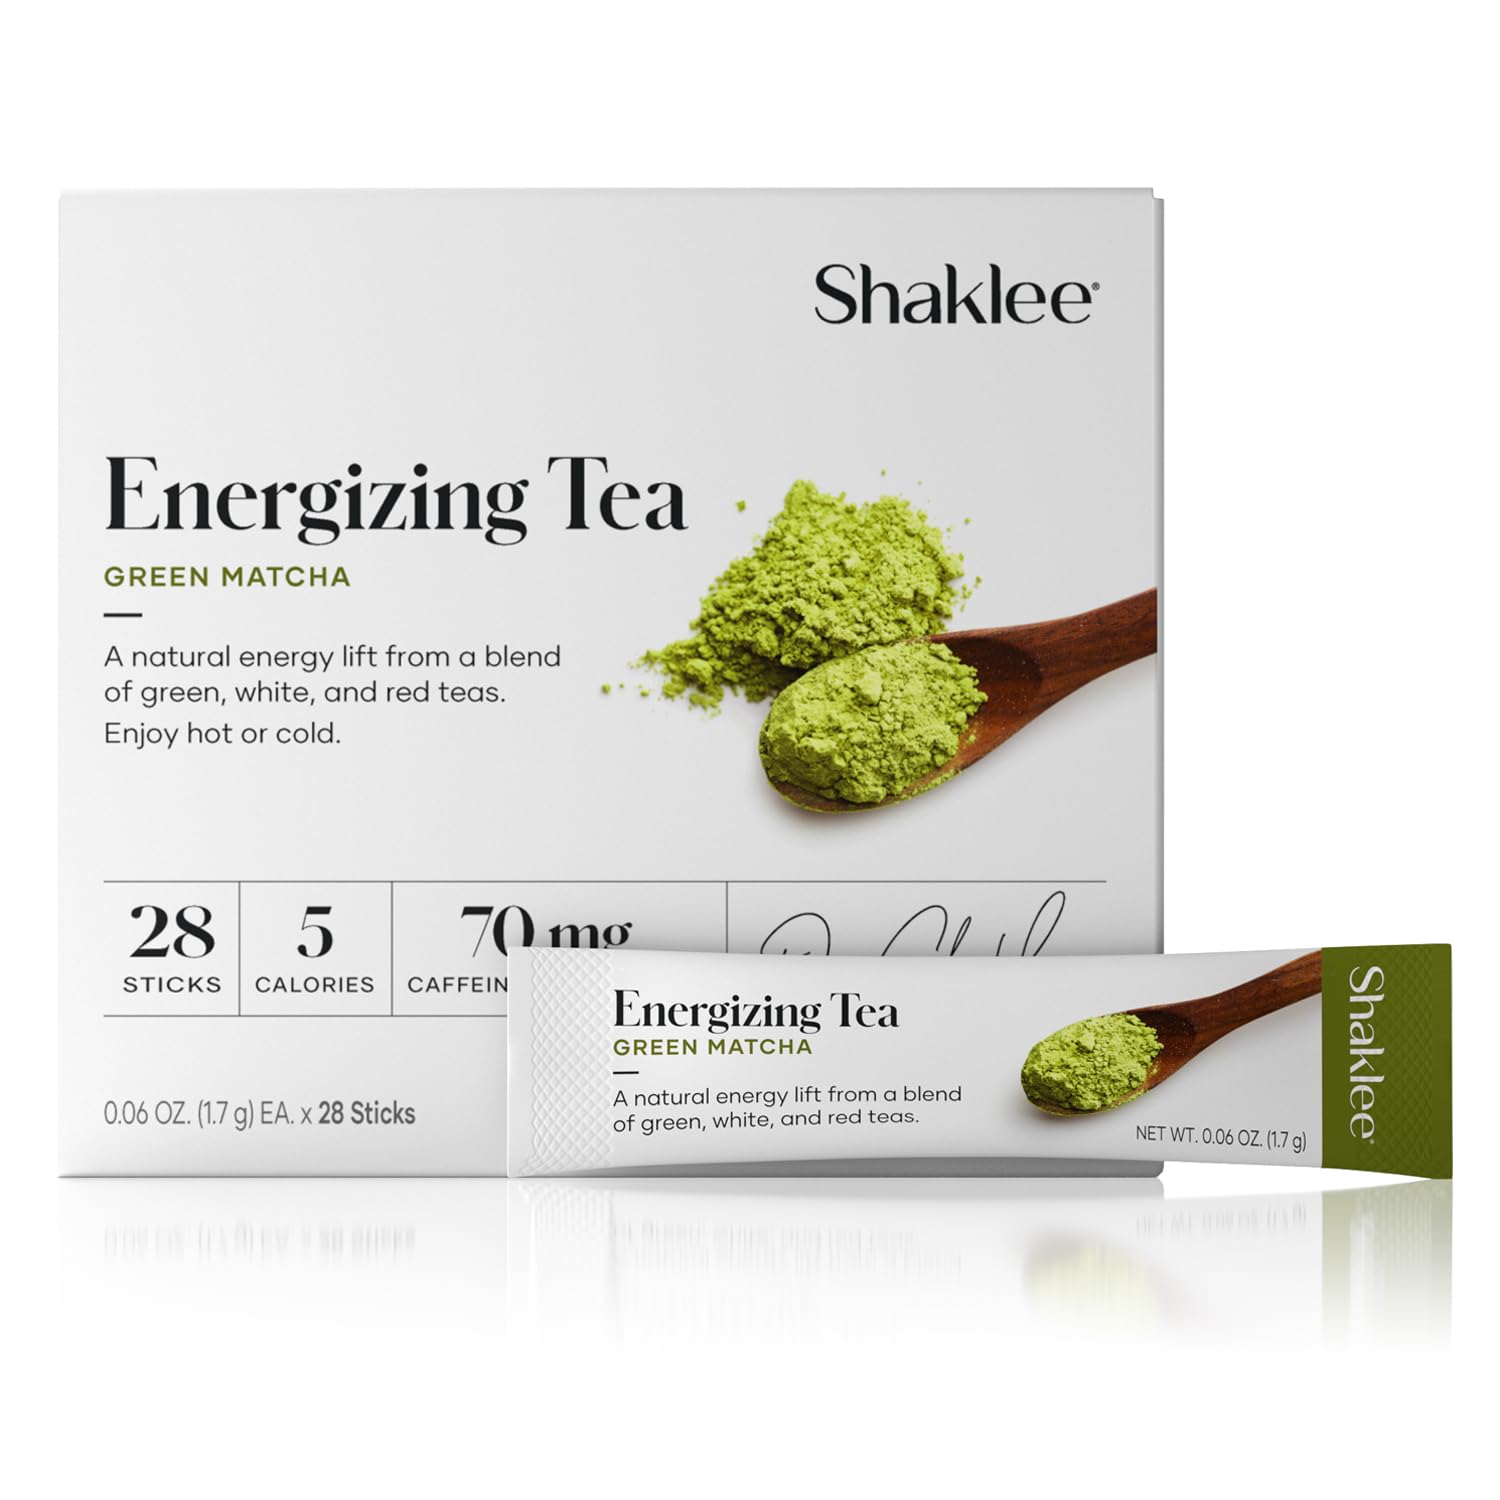 Shaklee®
Energizing Tea
GREEN MATCHA
A natural energy lift from a blend
of green, white, and red teas.
Enjoy hot or cold.
28
STICKS
5
CALORIES
70 mg
0.06 OZ. (1.7 g) EA. x 28 Sticks
Energizing Tea
GREEN MATCHA
A natural energy lift from a blend
of green, white, and red teas.
NET WT. 0.06 OZ. (1.7 g)
Shaklee®